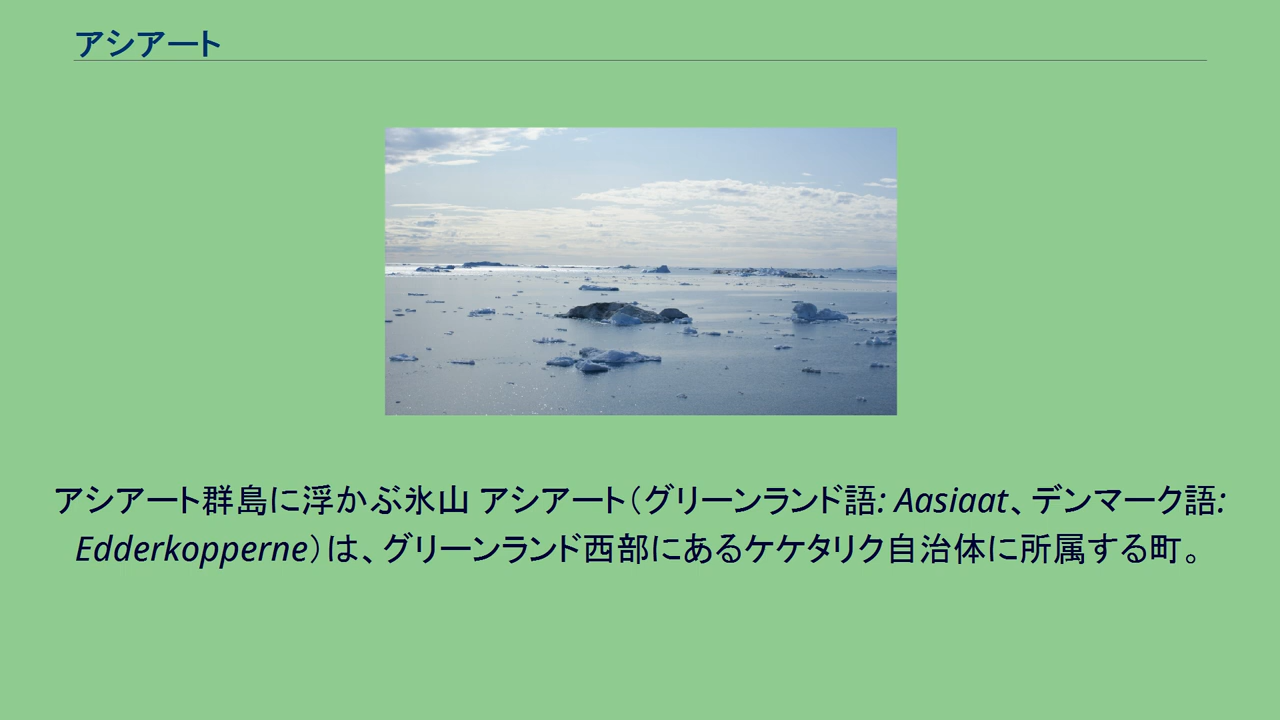 アシアート
アシアート群島に浮かぶ氷山 アシアート（グリーンランド語: Aasiaat、デンマーク語:
Edderkopperne）は、グリーンランド西部にあるケケタリク自治体に所属する町。